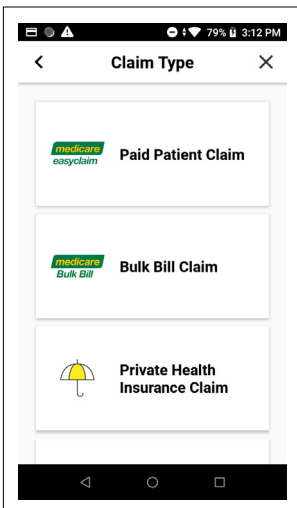 79% 3:12 PM
Claim Type
medicare
easyclaim
Paid Patient Claim
medicare
Bulk Bill
Bulk Bill Claim
Private Health
Insurance Claim